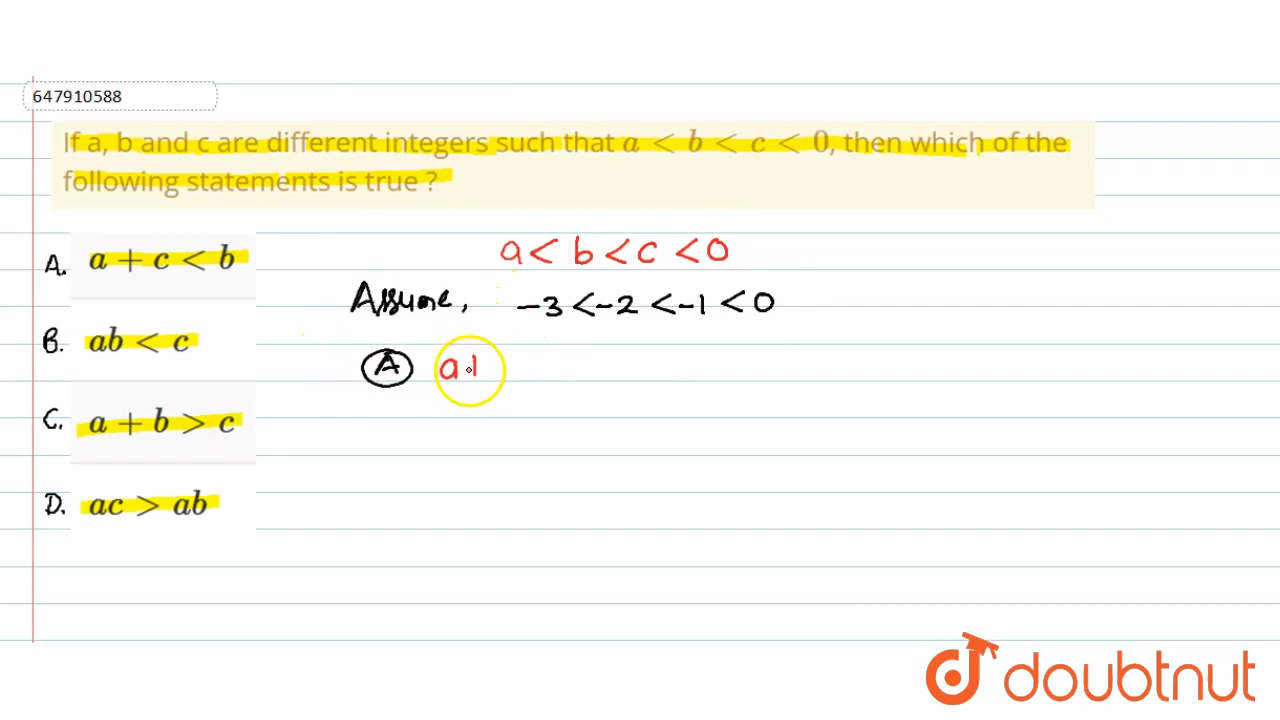 647910588
If a, b and c are different integers such that a < b < c < 0, then which of the
following statements is true ?
A. a + c < b
B. ab < c
C. a + b > c
D. ac > ab
a < b < c < 0
Assume, -3 < -2 < -1 < 0
A a
doubtnut